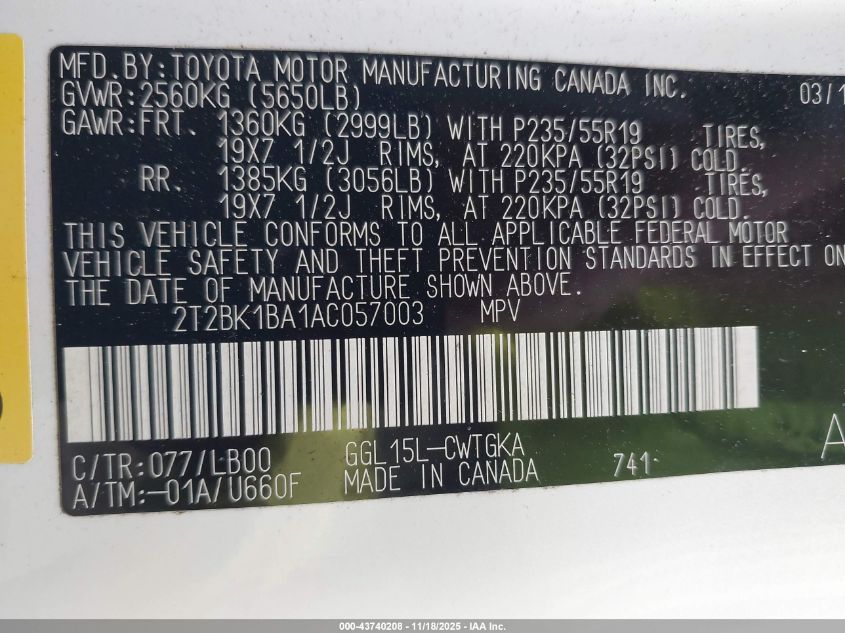 MFD.BY:TOYOTA MOTOR MANUFACTURING CANADA INC. 03/1
GVWR:2560KG (5650LB)
GAWR:FRT. 1360KG (2999LB) WITH P235/55R19 TIRES,
19X7 1/2J RIMS, AT 220KPA (32PSI) COLD.
RR. 1385KG (3056LB) WITH P235/55R19 TIRES,
19X7 1/2J RIMS, AT 220KPA (32PSI) COLD.
THIS VEHICLE CONFORMS TO ALL APPLICABLE FEDERAL MOTOR
VEHICLE SAFETY AND THEFT PREVENTION STANDARDS IN EFFECT ON
THE DATE OF MANUFACTURE SHOWN ABOVE.
2T2BK1BA1AC057003 MPV
C/TR:077/LB00 GGL15L-CWTGKA 741
A/TM:-01A/U660F MADE IN CANADA
000-43740208 - 11/18/2025 - IAA Inc.